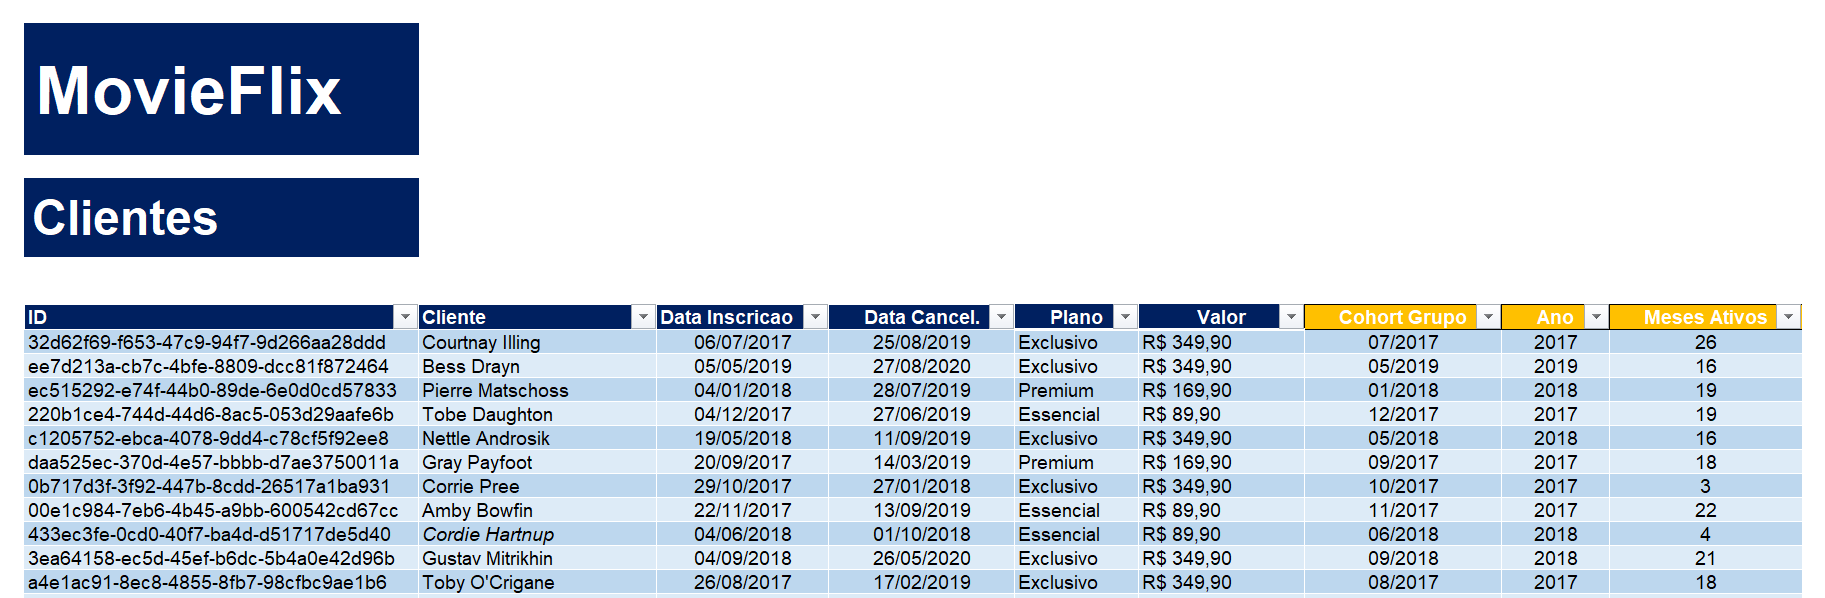 MovieFlix
Clientes
ID Cliente Data Inscricao Data Cancel. Plano Valor Cohort Grupo Ano Meses Ativos
32d62f69-f653-47c9-94f7-9d266aa28ddd Courtnay Illing 06/07/2017 25/08/2019 Exclusivo R$ 349,90 07/2017 2017 26
ee7d213a-cb7c-4bfe-8809-dcc81f872464 Bess Drayn 05/05/2019 27/08/2020 Exclusivo R$ 349,90 05/2019 2019 16
ec515292-e74f-44b0-89de-6e0d0cd57833 Pierre Matschoss 04/01/2018 28/07/2019 Premium R$ 169,90 01/2018 2018 19
220b1ce4-744d-44d6-8ac5-053d29aafe6b Tobe Daughton 04/12/2017 27/06/2019 Essencial R$ 89,90 12/2017 2017 19
c1205752-ebca-4078-9dd4-c78cf5f92ee8 Nettle Androsik 19/05/2018 11/09/2019 Exclusivo R$ 349,90 05/2018 2018 16
daa525ec-370d-4e57-bbbb-d7ae3750011a Gray Payfoot 20/09/2017 14/03/2019 Premium R$ 169,90 09/2017 2017 18
0b717d3f-3f92-447b-8cdd-26517a1ba931 Corrie Pree 29/10/2017 27/01/2018 Exclusivo R$ 349,90 10/2017 2017 3
00e1c984-7eb6-4b45-a9bb-600542cd67cc Amby Bowfin 22/11/2017 13/09/2019 Essencial R$ 89,90 11/2017 2017 22
433ec3fe-0cd0-40f7-ba4d-d51717de5d40 Cordie Hartnup 04/06/2018 01/10/2018 Essencial R$ 89,90 06/2018 2018 4
3ea64158-ec5d-45ef-b6dc-5b4a0e42d96b Gustav Mitrikhin 04/09/2018 26/05/2020 Exclusivo R$ 349,90 09/2018 2018 21
a4e1ac91-8ec8-4855-8fb7-98cfbc9ae1b6 Toby O'Crigane 26/08/2017 17/02/2019 Exclusivo R$ 349,90 08/2017 2017 18